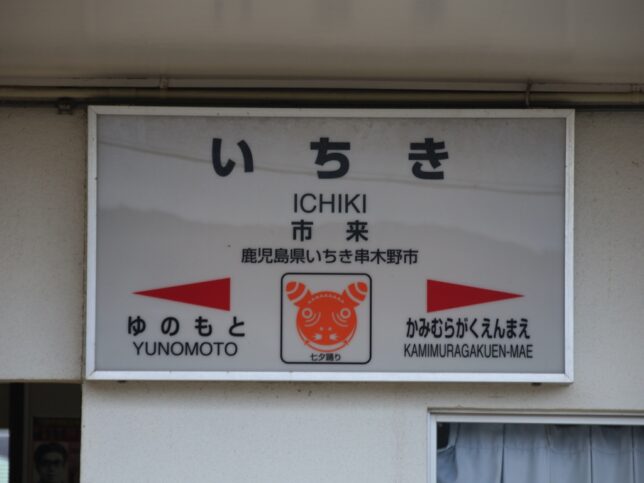 いちき
ICHIKI
市来
鹿児島県いちき串木野市
ゆのもと
YUNOMOTO
七夕踊り
かみむらがくえんまえ
KAMIMURAGAKUEN-MAE